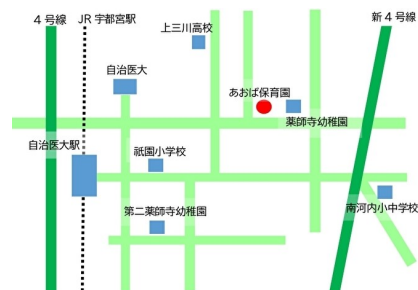 4号線
JR宇都宮駅
新4号線
上三川高校
自治医大
あおば保育園
薬師寺幼稚園
自治医大駅
祇園小学校
南河内小中学校
第二薬師寺幼稚園